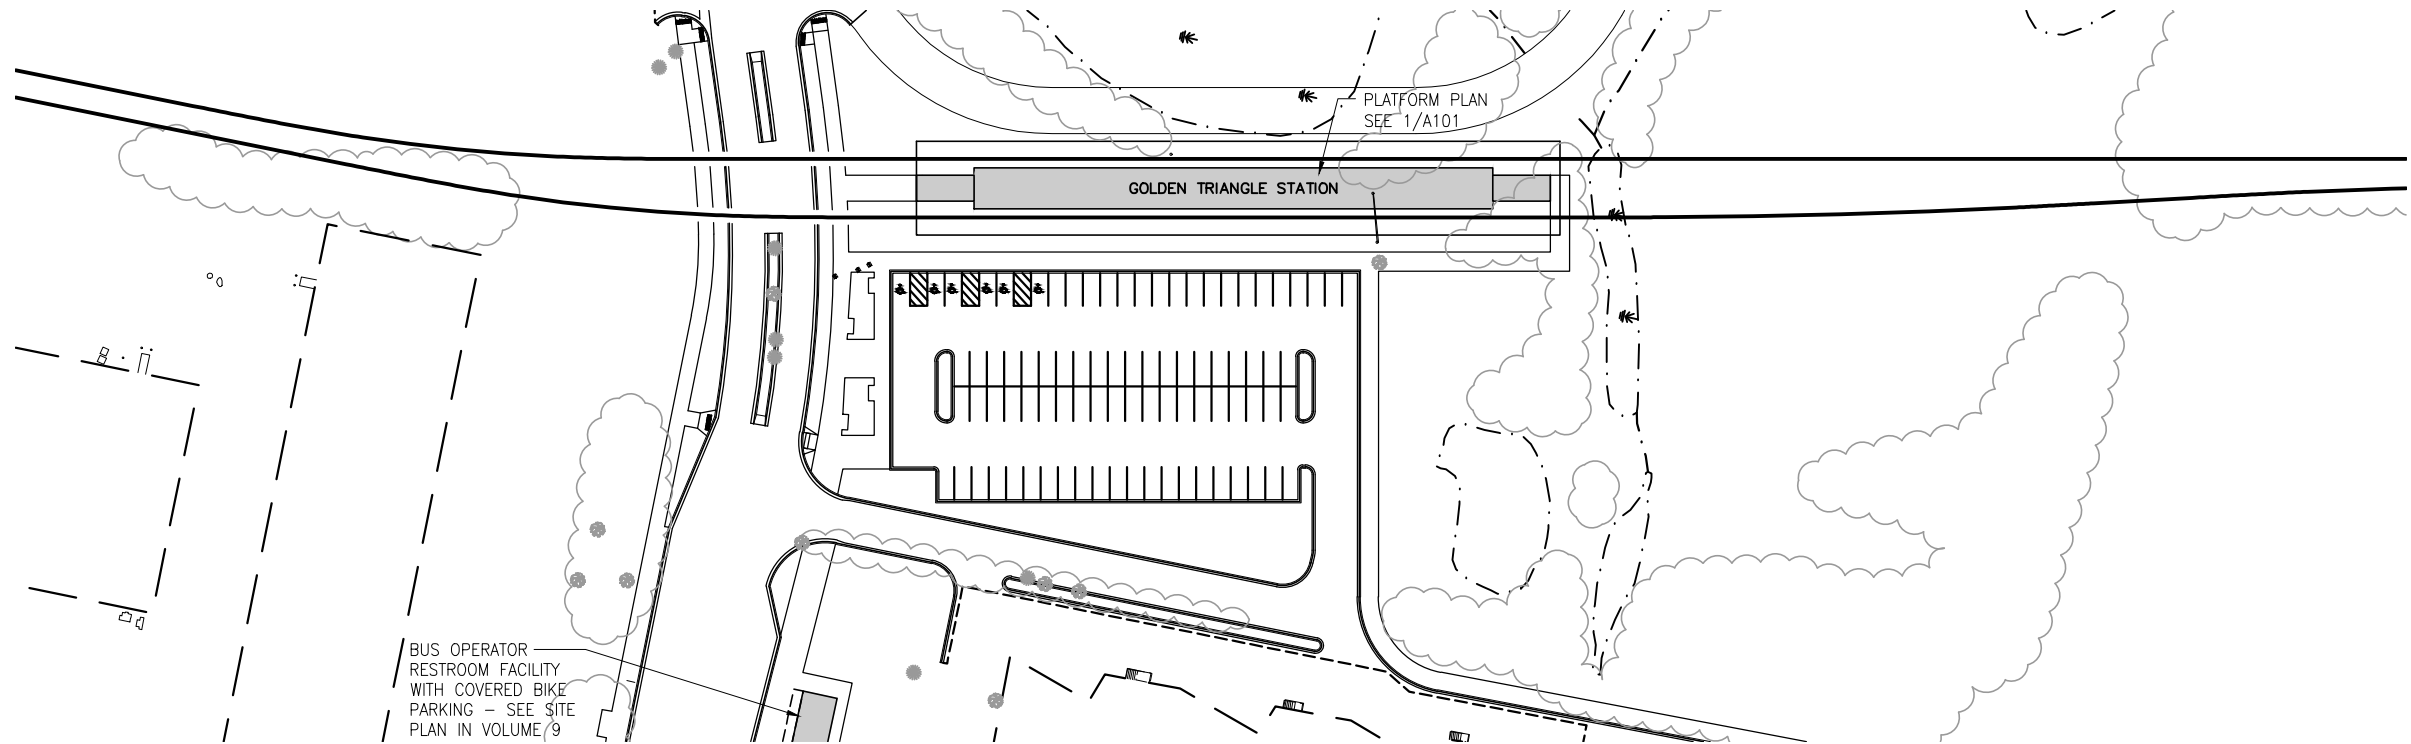 PLATFORM PLAN
SEE 1/A101
GOLDEN TRIANGLE STATION
BUS OPERATOR
RESTROOM FACILITY
WITH COVERED BIKE
PARKING – SEE SITE
PLAN IN VOLUME 9